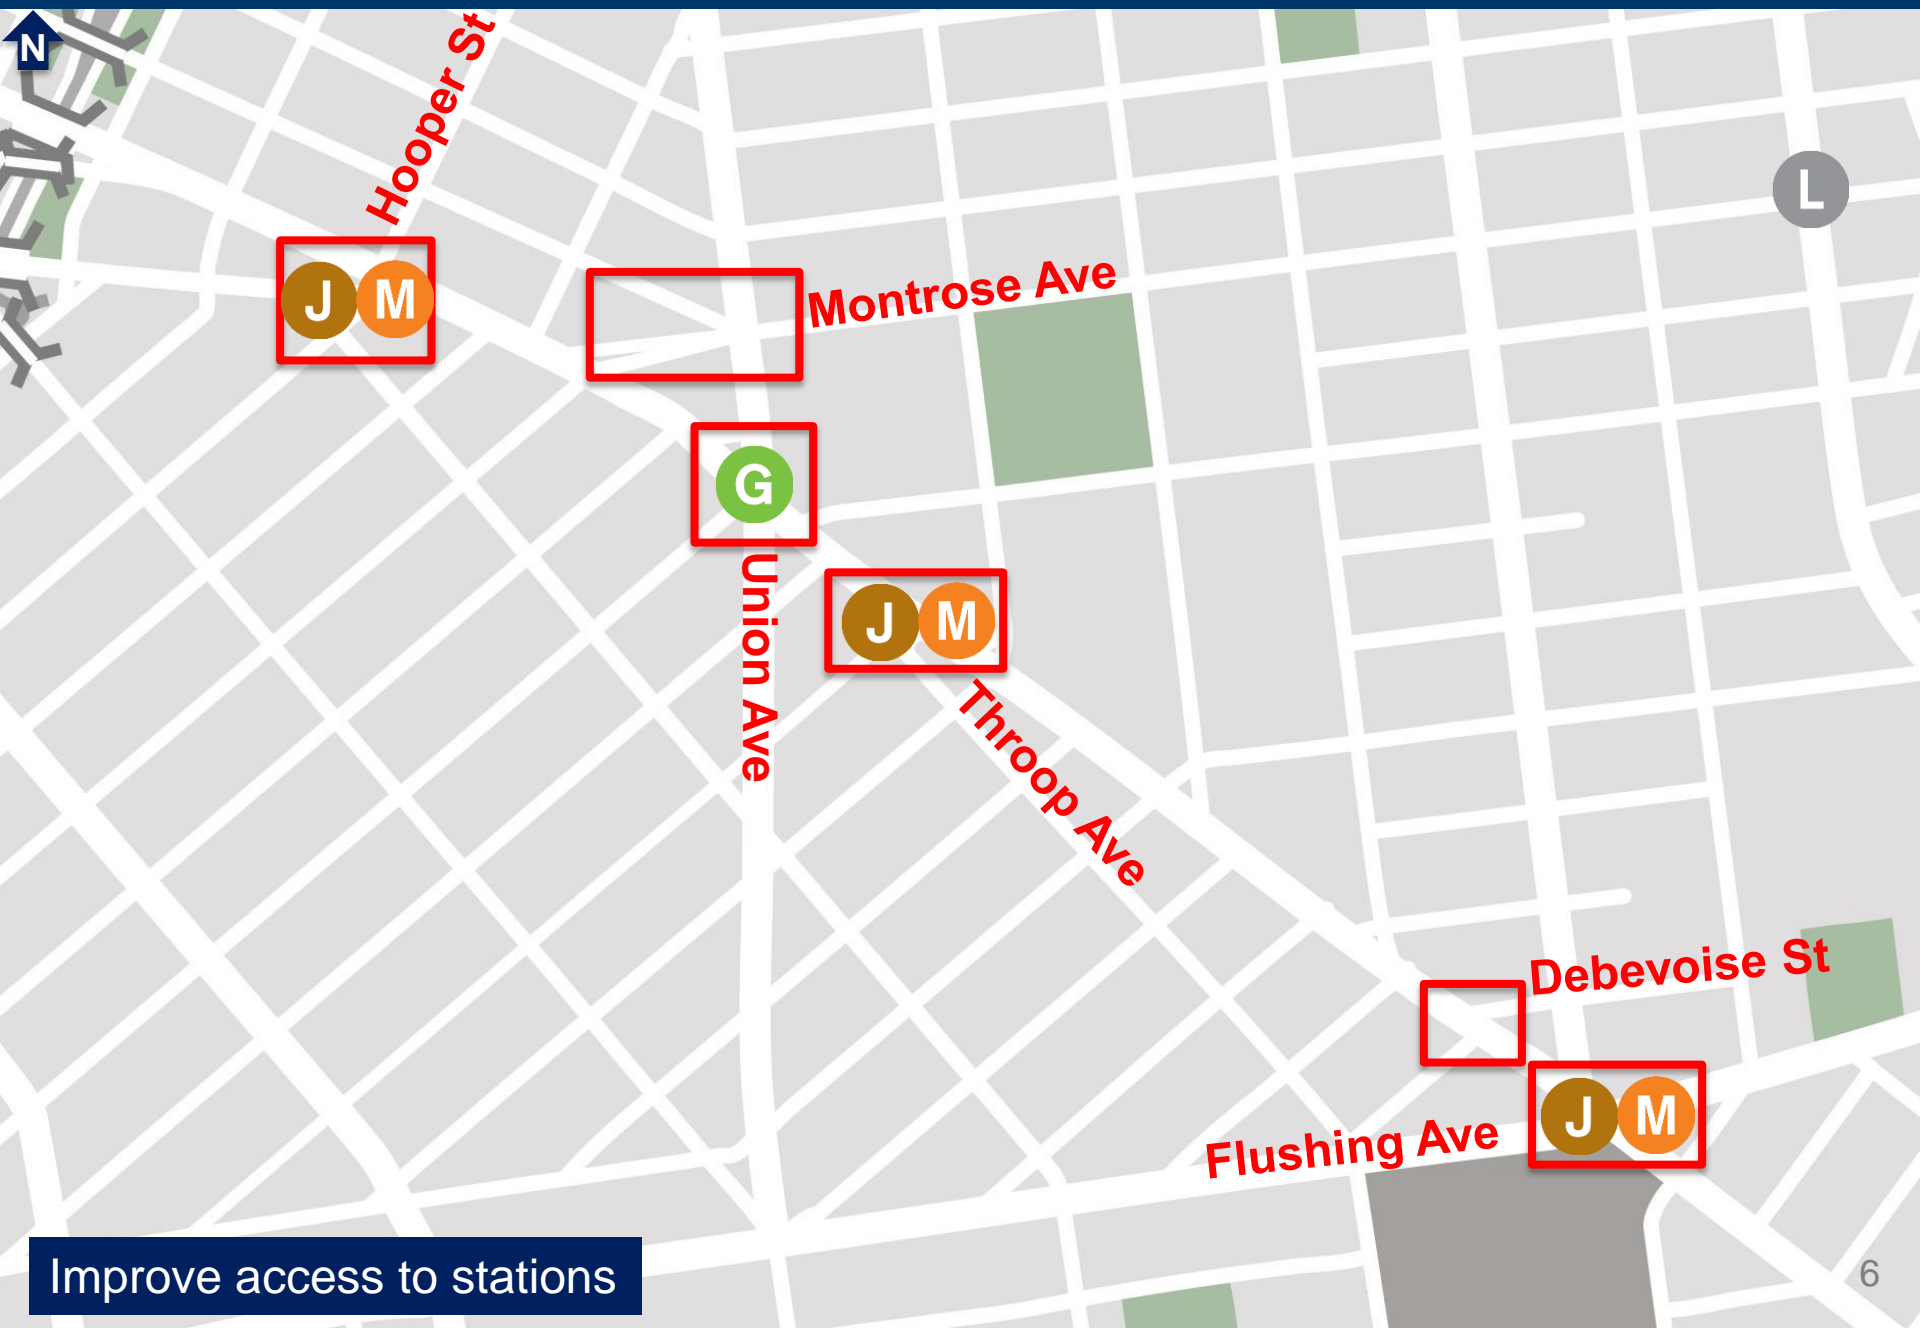 N
Hooper St
L
J M
Montrose Ave
G
Union Ave
J M
Throop Ave
Debevoise St
J M
Flushing Ave
Improve access to stations
6